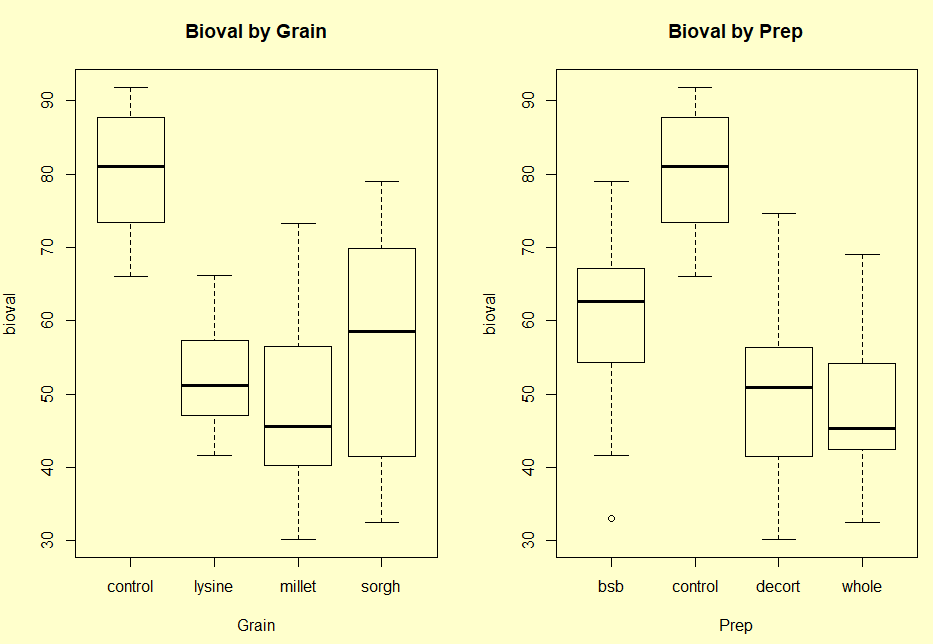 Bioval by Grain
bioval
90
80
70
60
50
40
30
control lysine millet sorgh
Grain
Bioval by Prep
bioval
90
80
70
60
50
40
30
bsb control decort whole
Prep